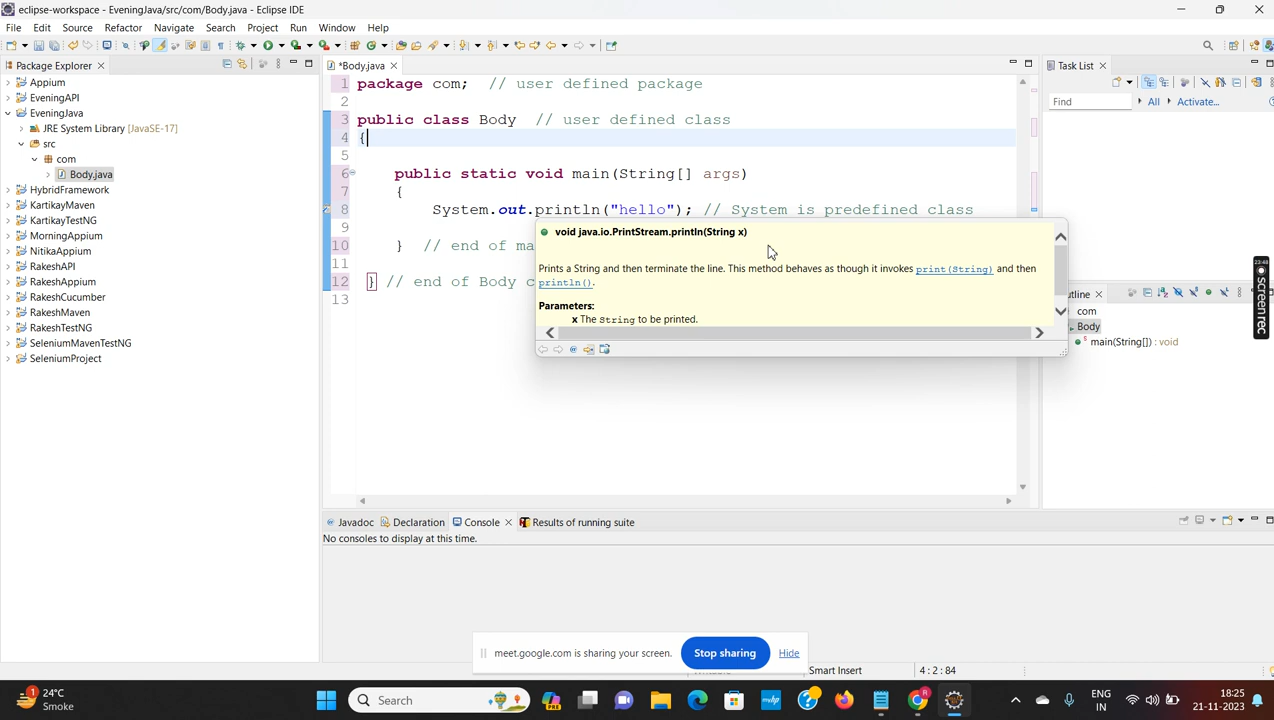 eclipse-workspace - EveningJava/src/com/Body.java - Eclipse IDE
File Edit Source Refactor Navigate Search Project Run Window Help
Package Explorer
Appium
EveningAPI
EveningJava
JRE System Library [JavaSE-17]
src
com
Body.java
HybridFramework
KartikayMaven
KartikayTestNG
MorningAppium
NitikaAppium
RakeshAPI
RakeshAppium
RakeshCucumber
RakeshMaven
RakeshTestNG
SeleniumMavenTestNG
SeleniumProject
*Body.java
1 package com; // user defined package
2
3 public class Body // user defined class
4 {
5
6 public static void main(String[] args)
7 {
8 System.out.println("hello"); // System is predefined class
9
10 } // end of ma
11
12 } // end of Body c
13
void java.io.PrintStream.println(String x)
Prints a String and then terminate the line. This method behaves as though it invokes print(String) and then
println().
Parameters:
x The String to be printed.
Task List
Find All Activate...
utline
com
Body
main(String[]) : void
23:48
screenrec
Javadoc Declaration Console Results of running suite
No consoles to display at this time.
meet.google.com is sharing your screen. Stop sharing Hide
Smart Insert 4 : 2 : 84
1 24°C
Smoke
Search
PRE
ENG
IN
18:25
21-11-2023